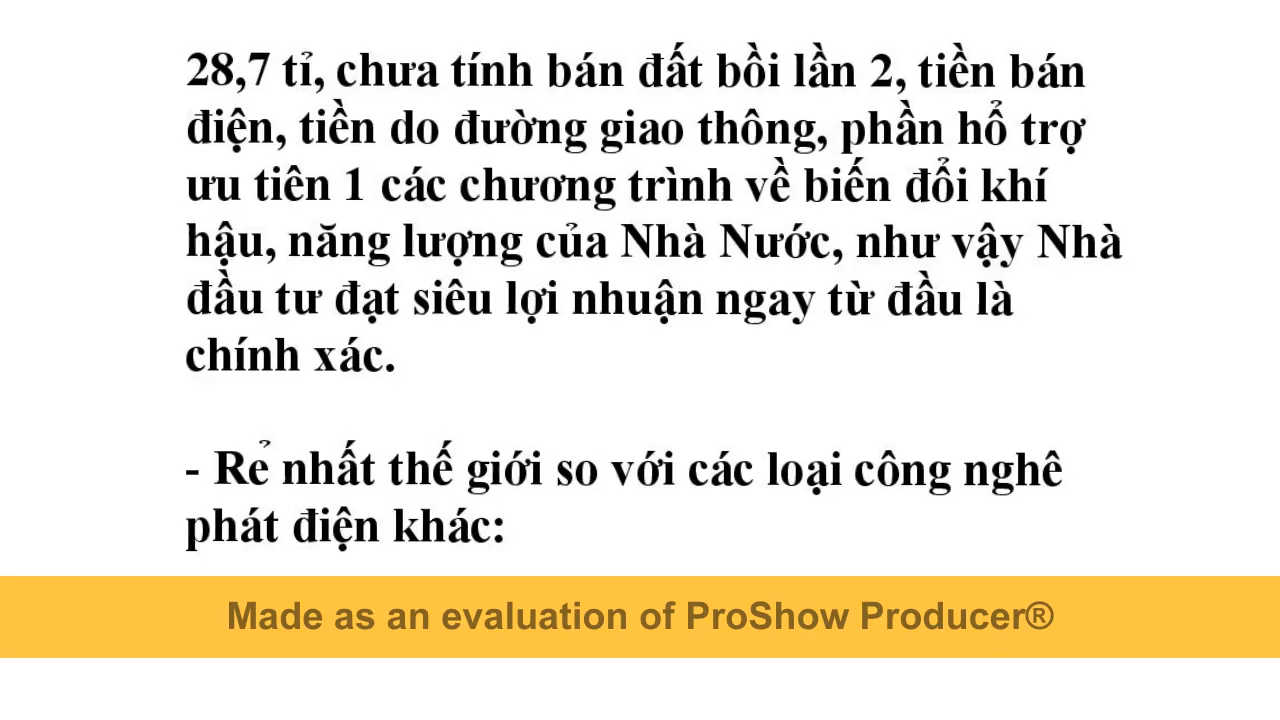 28,7 tỉ, chưa tính bán đất bồi lần 2, tiền bán
điện, tiền do đường giao thông, phần hổ trợ
ưu tiên 1 các chương trình về biến đổi khí
hậu, năng lượng của Nhà Nước, như vậy Nhà
đầu tư đạt siêu lợi nhuận ngay từ đầu là
chính xác.
- Rẻ nhất thế giới so với các loại công nghê
phát điện khác:
Made as an evaluation of ProShow Producer®